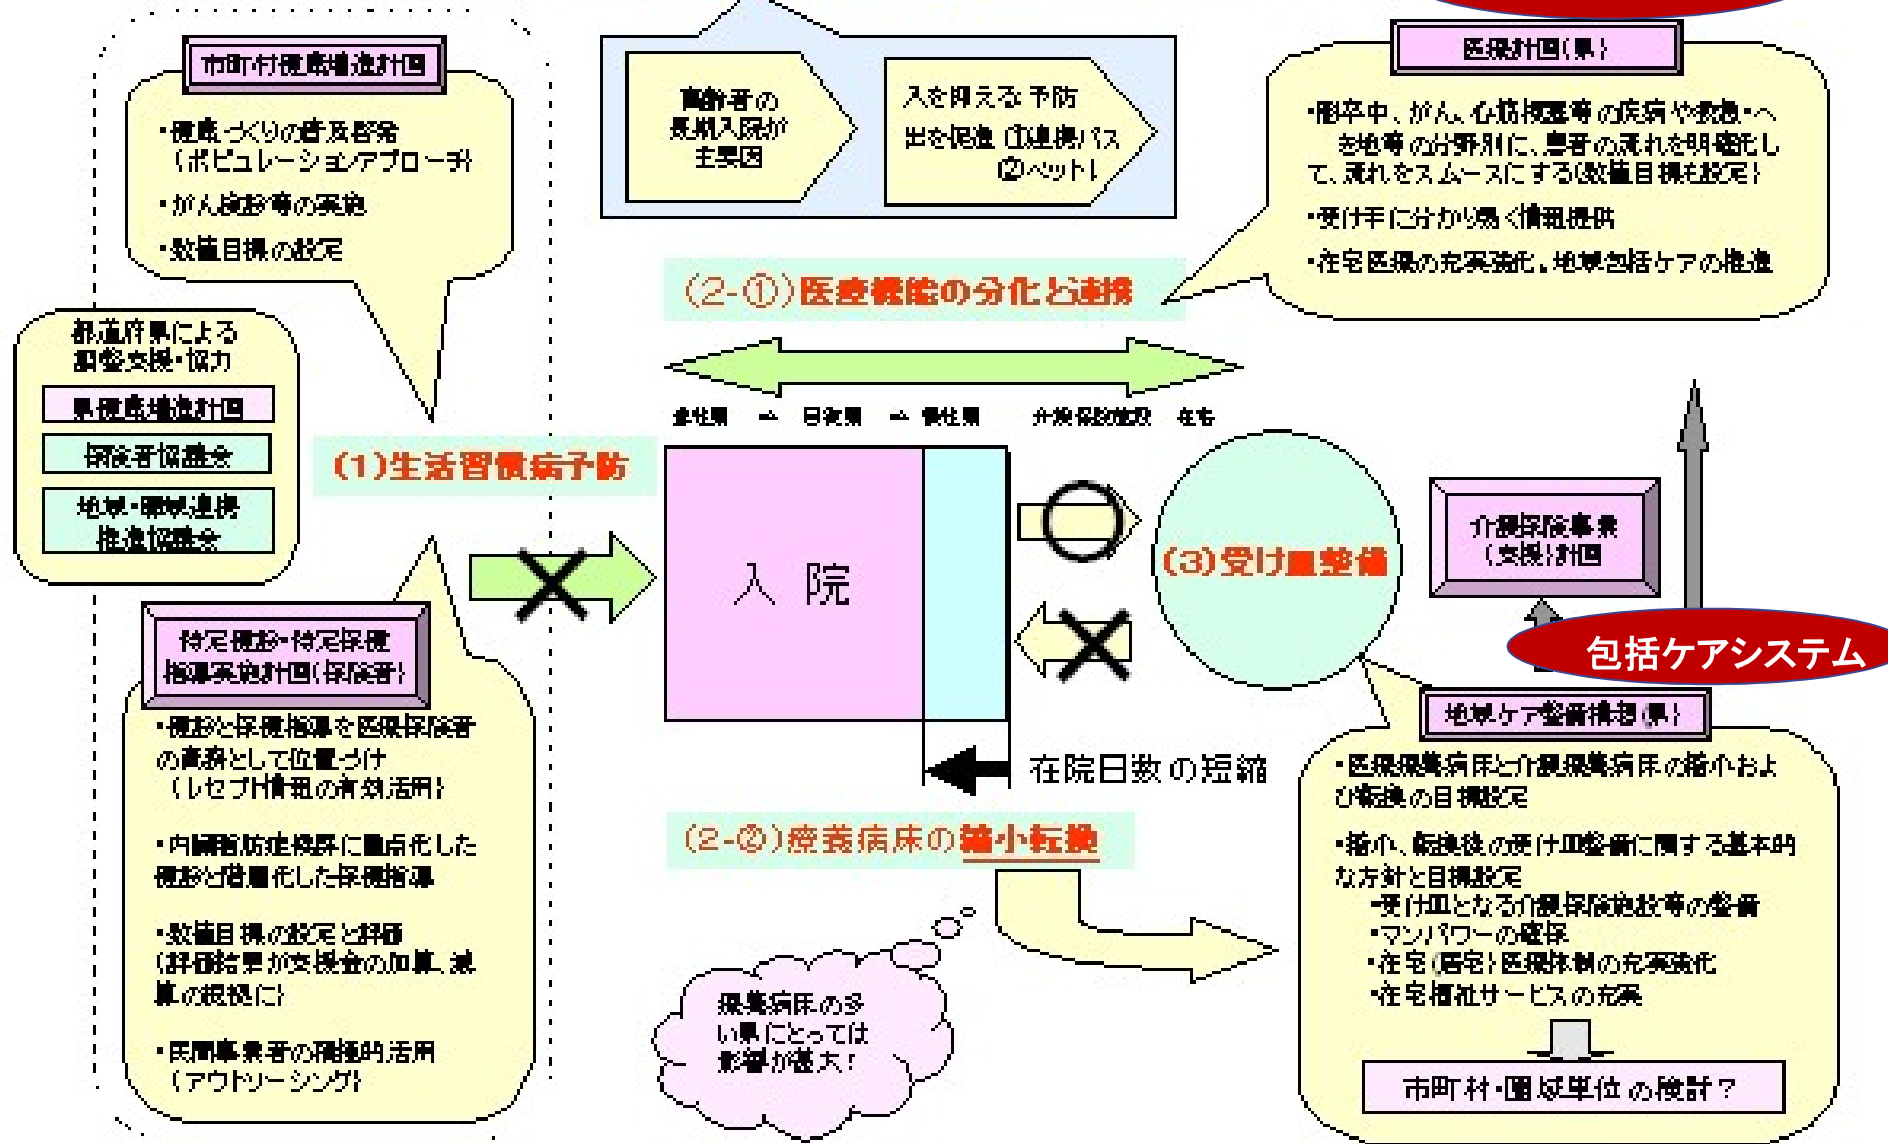 市町村健康増進計画
・健康づくりの普及啓発
（ポピュレーションアプローチ）
・がん検診等の実施
・数値目標の設定
高齢者の
長期入院が
主要因
入を抑える：予防
出を促進：①連携パス
②ベット↓
医療計画（県）
・脳卒中、がん、心筋梗塞等の疾病や救急・へ
き地等の分野別に、患者の流れを明確化し
て、流れをスムースにする（数値目標も設定）
・受け手に分かり易く情報提供
・在宅医療の充実強化。地域包括ケアの推進
（2-①）医療機能の分化と連携
都道府県による
調整支援・協力
県健康増進計画
保険者協議会
地域・職域連携
推進協議会
急性期 → 回復期 → 慢性期 介護保険施設 在宅
（1）生活習慣病予防
入 院
（3）受け皿整備
介護保険事業
（支援）計画
包括ケアシステム
特定健診・特定保健
指導実施計画（保険者）
・健診と保健指導を医療保険者
の責務として位置づけ
（レセプト情報の有効活用）
・内臓脂肪症候群に重点化した
健診と階層化した保健指導
・数値目標の設定と評価
（評価結果が支援金の加算、減
算の根拠に）
・民間事業者の積極的活用
（アウトソーシング）
在院日数の短縮
（2-②）療養病床の縮小転換
療養病床の多
い県にとっては
影響が甚大！
地域ケア整備構想（県）
・医療療養病床と介護療養病床の縮小およ
び転換の目標設定
・縮小、転換後の受け皿整備に関する基本的
な方針と目標設定
・受け皿となる介護保険施設等の整備
・マンパワーの確保
・在宅（居宅）医療体制の充実強化
・在宅福祉サービスの充実
市町村・圏域単位の検討？